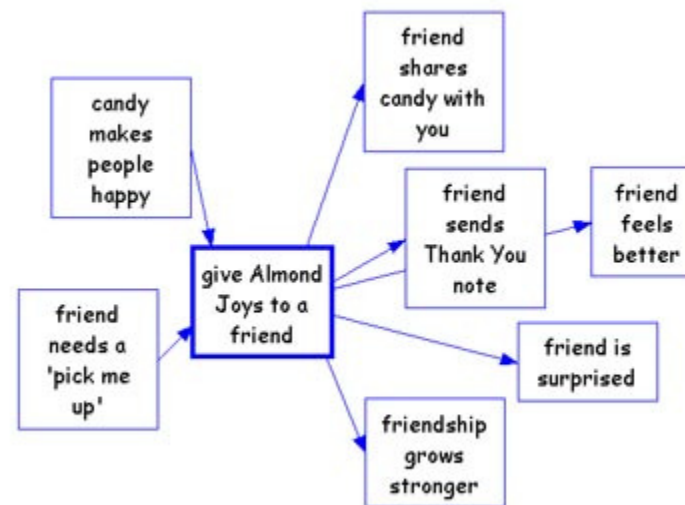 candy
makes
people
happy
friend
needs a
'pick me
up'
give Almond
Joys to a
friend
friend
shares
candy with
you
friend
sends
Thank You
note
friend
feels
better
friend is
surprised
friendship
grows
stronger